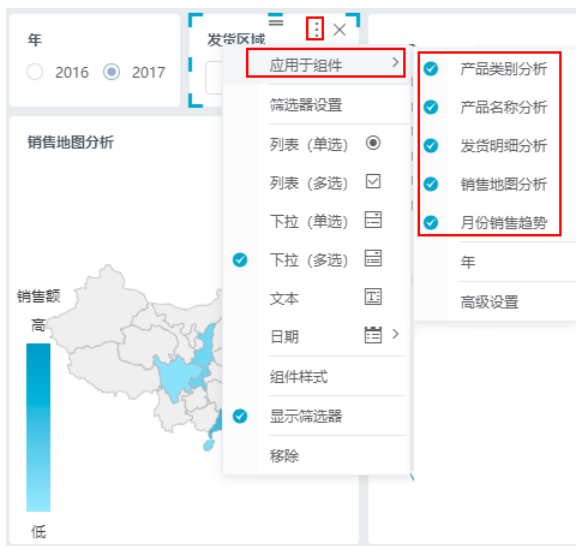 年
2016 2017
发货区域
应用于组件
筛选器设置
列表（单选）
列表（多选）
下拉（单选）
下拉（多选）
文本
日期
组件样式
显示筛选器
移除
产品类别分析
产品名称分析
发货明细分析
销售地图分析
月份销售趋势
年
高级设置
销售地图分析
销售额
高
低